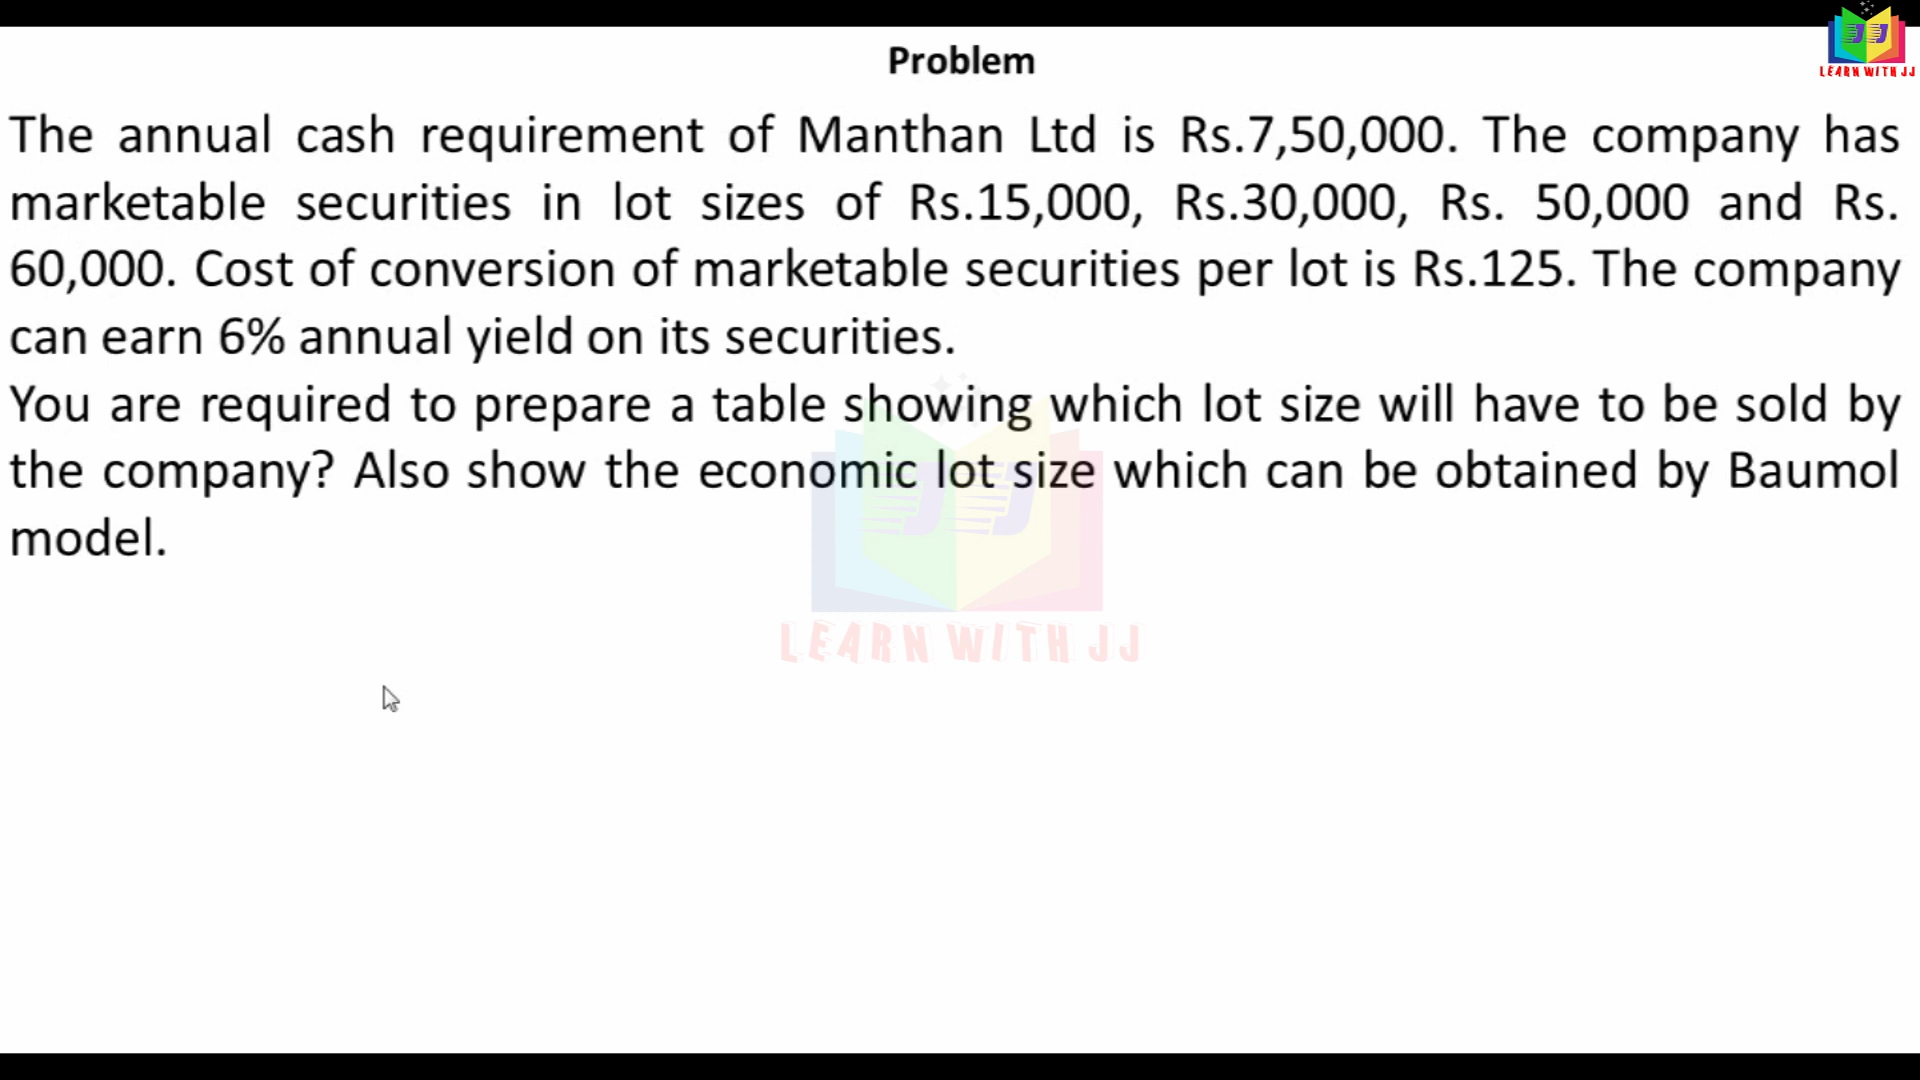 Problem
LEARN WITH JJ
The annual cash requirement of Manthan Ltd is Rs.7,50,000. The company has
marketable securities in lot sizes of Rs.15,000, Rs.30,000, Rs. 50,000 and Rs.
60,000. Cost of conversion of marketable securities per lot is Rs.125. The company
can earn 6% annual yield on its securities.
You are required to prepare a table showing which lot size will have to be sold by
the company? Also show the economic lot size which can be obtained by Baumol
model.
JJ
LEARN WITH JJ